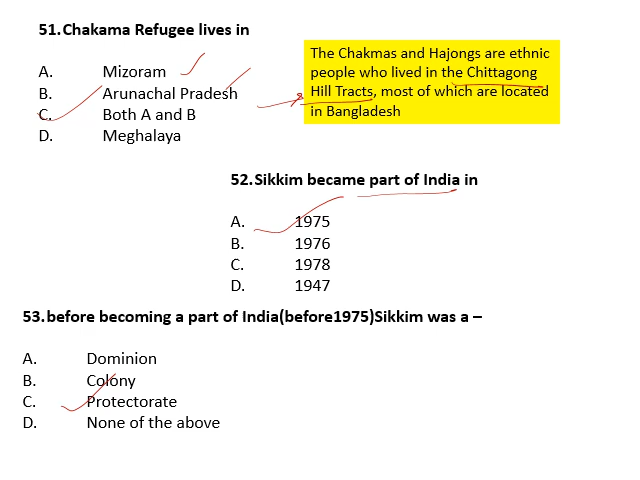 51.Chakama Refugee lives in
A. Mizoram
B. Arunachal Pradesh
C. Both A and B
D. Meghalaya
The Chakmas and Hajongs are ethnic
people who lived in the Chittagong
Hill Tracts, most of which are located
in Bangladesh
52.Sikkim became part of India in
A. 1975
B. 1976
C. 1978
D. 1947
53.before becoming a part of India(before1975)Sikkim was a –
A. Dominion
B. Colony
C. Protectorate
D. None of the above